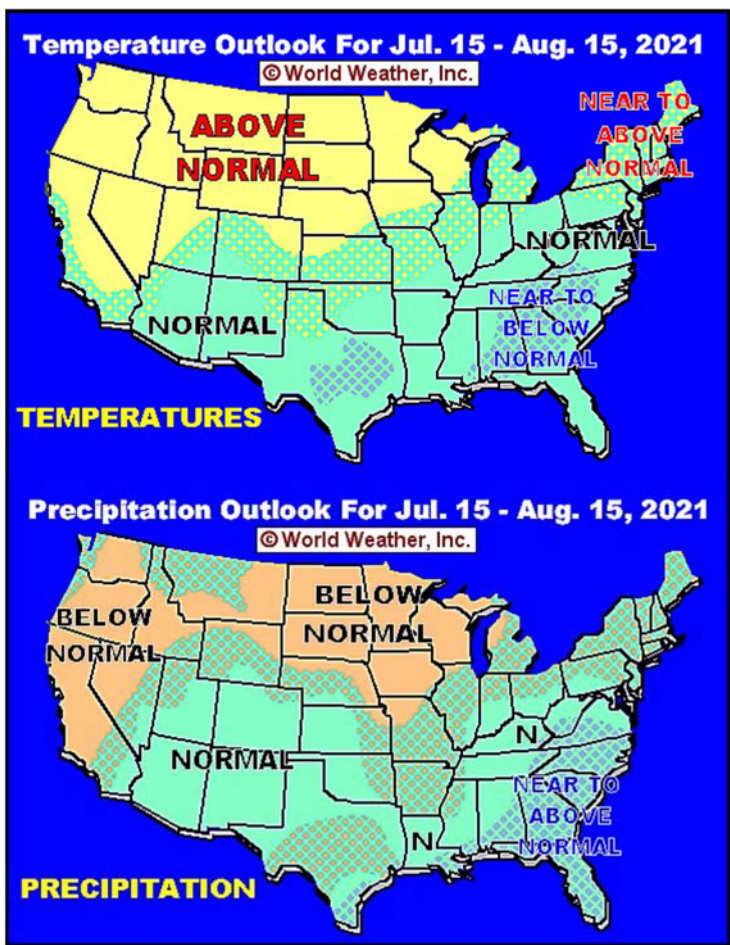 Temperature Outlook For Jul. 15 - Aug. 15, 2021
© World Weather, Inc.
ABOVE
NORMAL
NEAR TO
ABOVE
NORMAL
NORMAL
NEAR TO
BELOW
NORMAL
NORMAL
TEMPERATURES
Precipitation Outlook For Jul. 15 - Aug. 15, 2021
© World Weather, Inc.
BELOW
NORMAL
BELOW
NORMAL
NORMAL
N
NEAR TO
ABOVE
NORMAL
N
PRECIPITATION